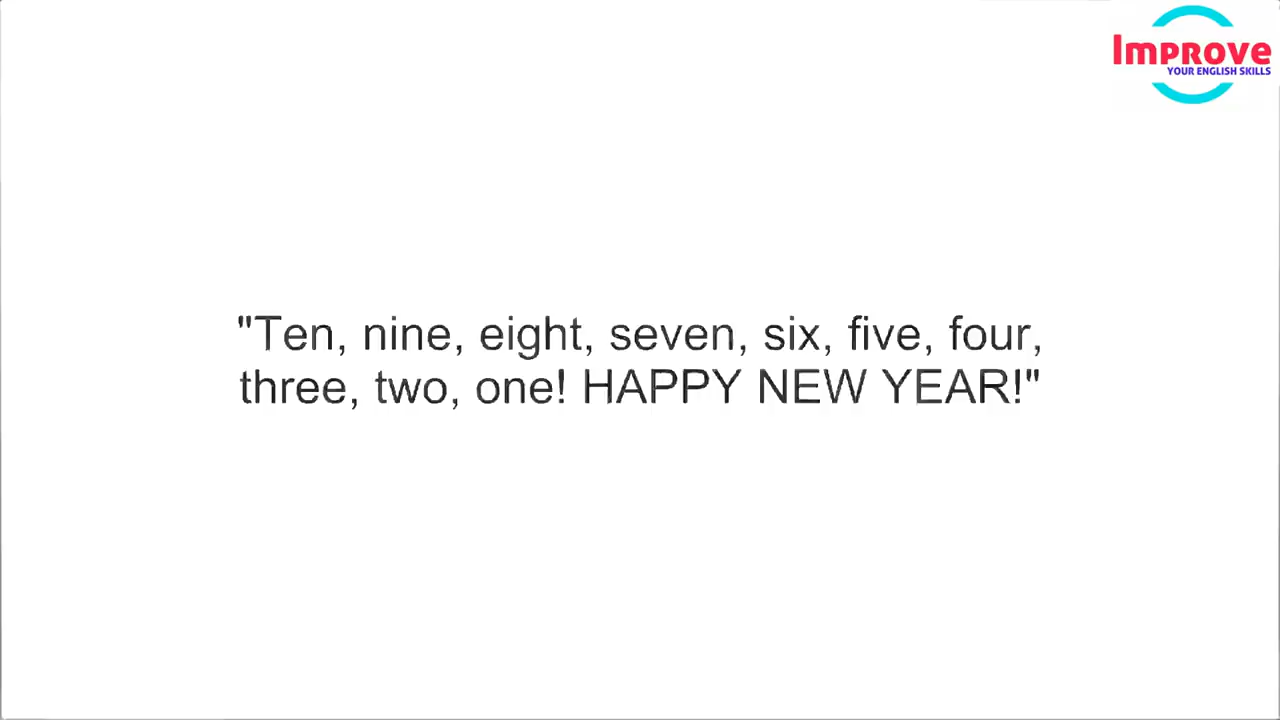 Improve
YOUR ENGLISH SKILLS
"Ten, nine, eight, seven, six, five, four,
three, two, one! HAPPY NEW YEAR!"